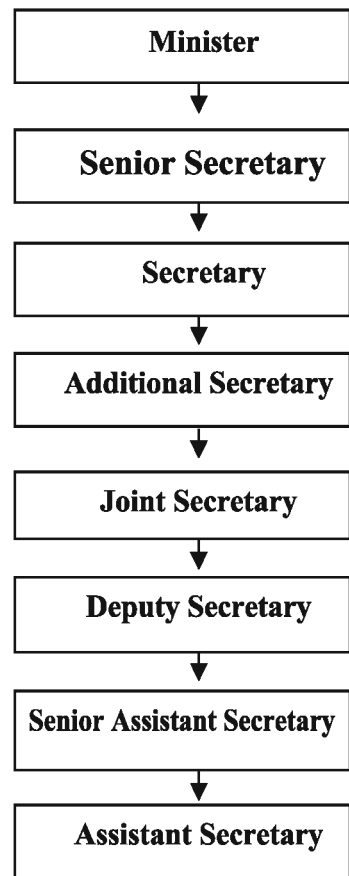 Minister
Senior Secretary
Secretary
Additional Secretary
Joint Secretary
Deputy Secretary
Senior Assistant Secretary
Assistant Secretary